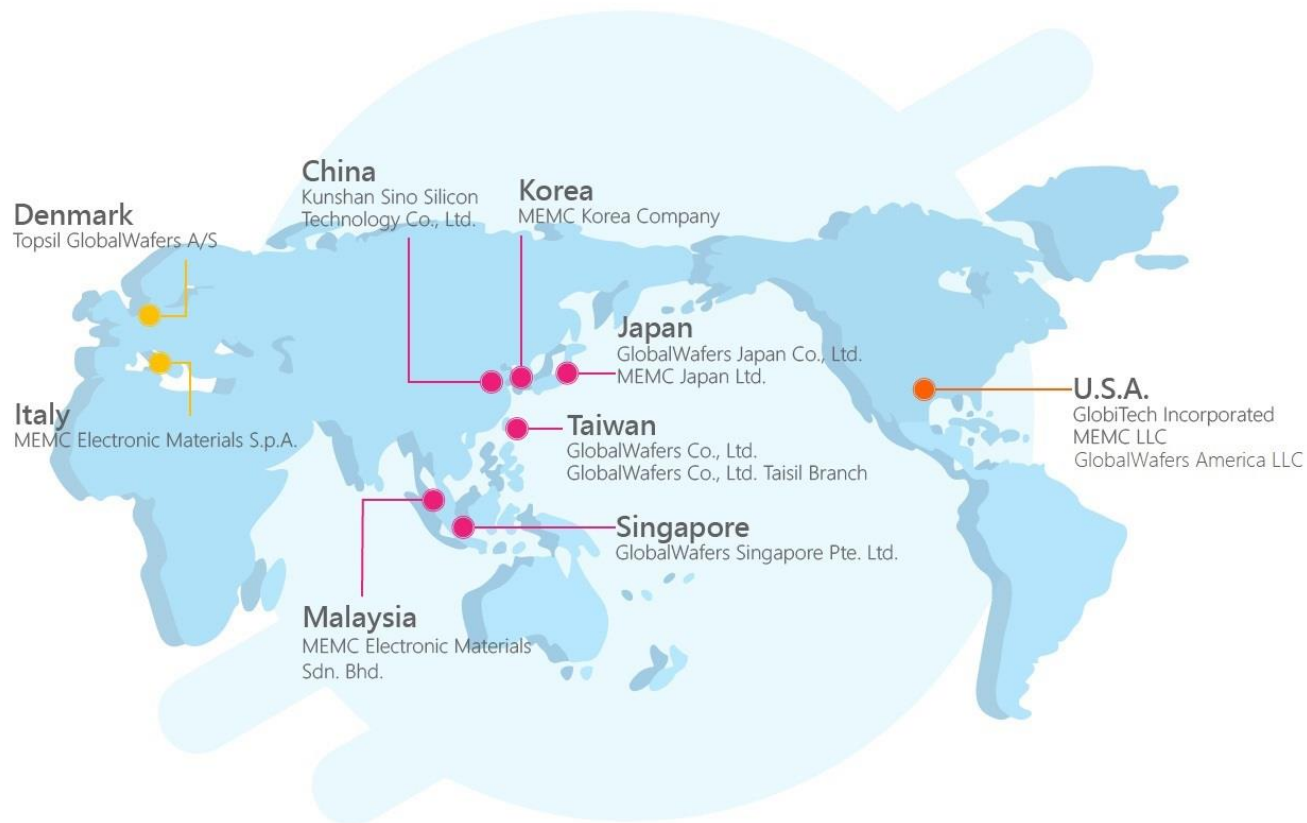 China
Kunshan Sino Silicon
Technology Co., Ltd.
Korea
MEMC Korea Company
Denmark
Topsil GlobalWafers A/S
Japan
GlobalWafers Japan Co., Ltd.
MEMC Japan Ltd.
U.S.A.
GlobiTech Incorporated
MEMC LLC
GlobalWafers America LLC
Italy
MEMC Electronic Materials S.p.A.
Taiwan
GlobalWafers Co., Ltd.
GlobalWafers Co., Ltd. Taisil Branch
Singapore
GlobalWafers Singapore Pte. Ltd.
Malaysia
MEMC Electronic Materials
Sdn. Bhd.